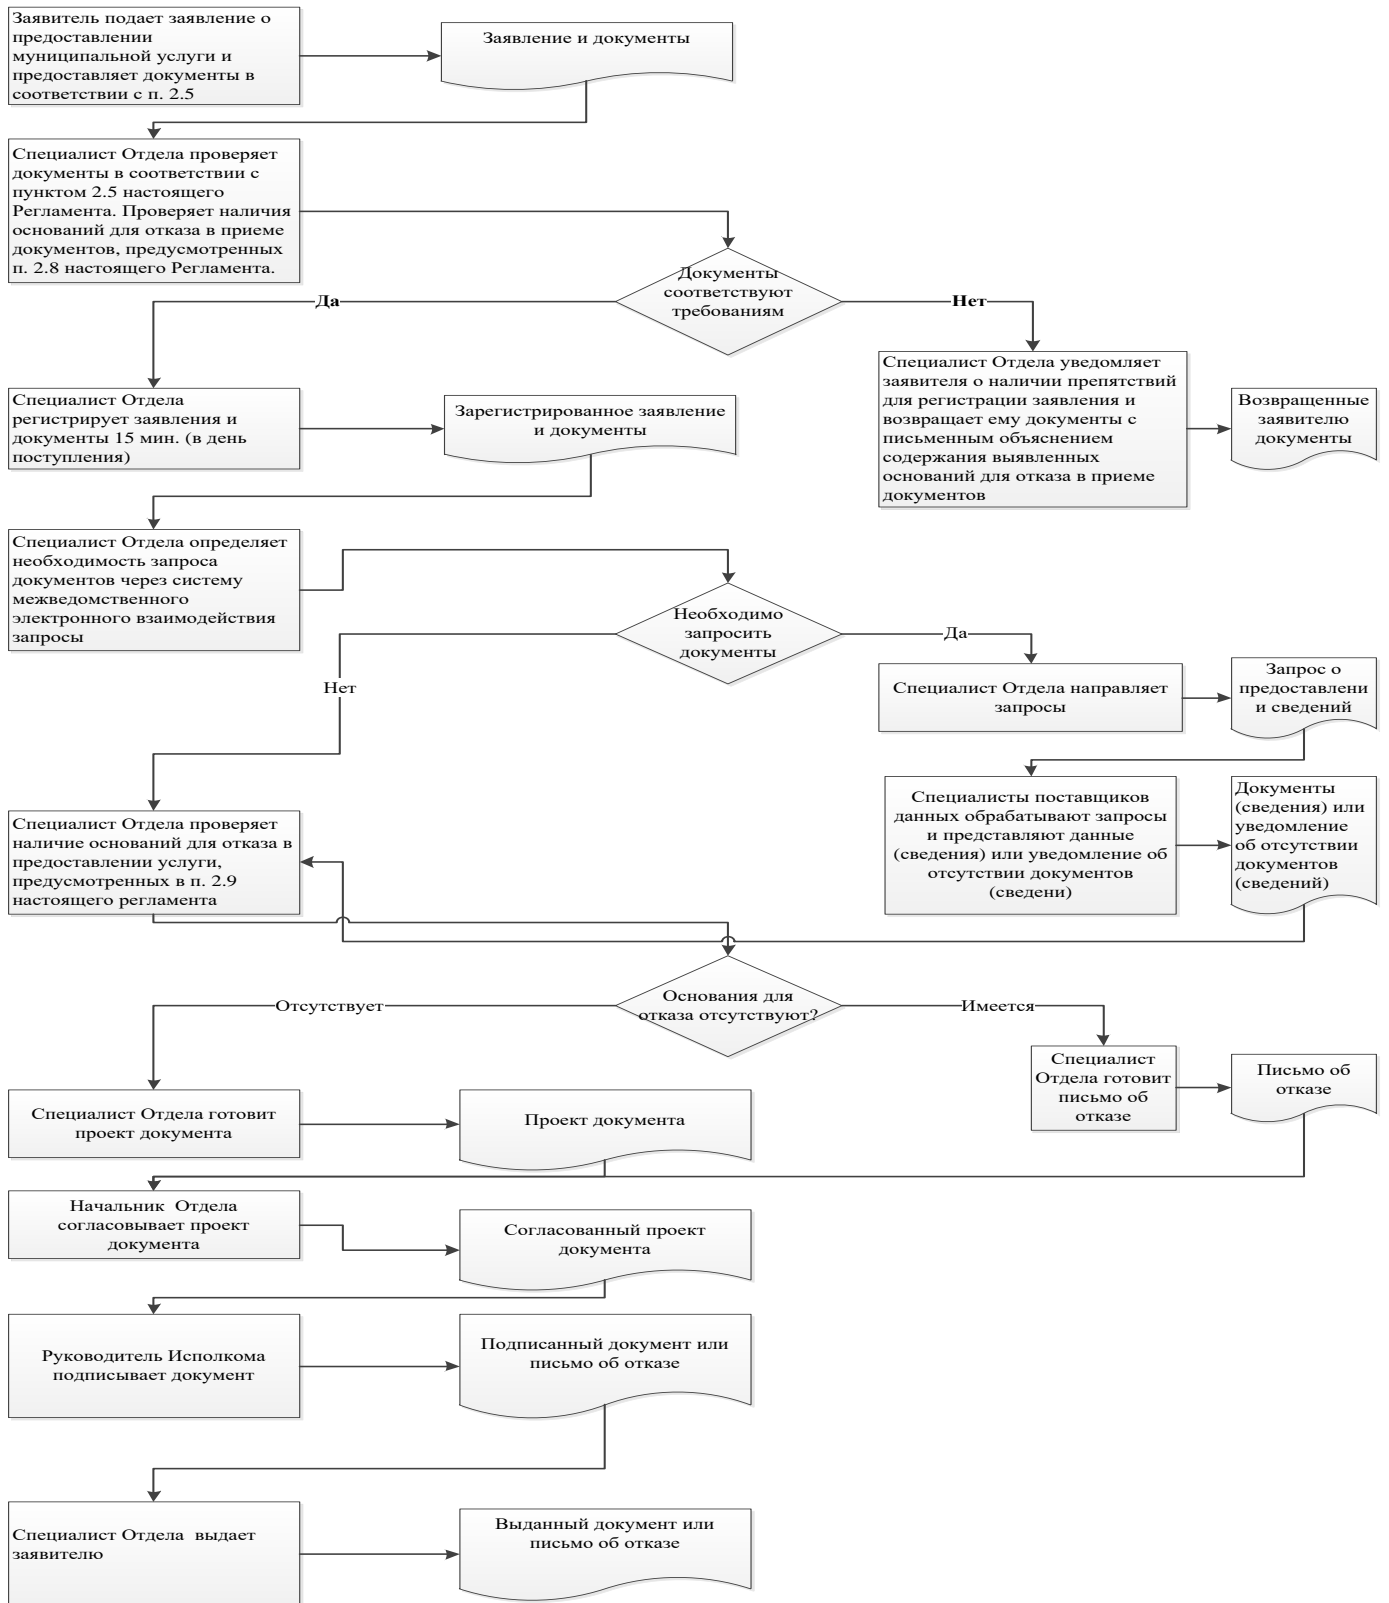 Заявитель подает заявление о
предоставлении
муниципальной услуги и
предоставляет документы в
соответствии с п. 2.5
Заявление и документы
Специалист Отдела проверяет
документы в соответствии с
пунктом 2.5 настоящего
Регламента. Проверяет наличия
оснований для отказа в приеме
документов, предусмотренных
п. 2.8 настоящего Регламента.
Документы
соответствуют
требованиям
Да
Нет
Специалист Отдела
регистрирует заявления и
документы 15 мин. (в день
поступления)
Зарегистрированное заявление
и документы
Специалист Отдела уведомляет
заявителя о наличии препятствий
для регистрации заявления и
возвращает ему документы с
письменным объяснением
содержания выявленных
оснований для отказа в приеме
документов
Возвращенные
заявителю
документы
Специалист Отдела определяет
необходимость запроса
документов через систему
межведомственного
электронного взаимодействия
запросы
Необходимо
запросить
документы
Да
Нет
Специалист Отдела направляет
запросы
Запрос о
предоставлени
и сведений
Специалисты поставщиков
данных обрабатывают запросы
и представляют данные
(сведения) или уведомление об
отсутствии документов
(сведени)
Документы
(сведения) или
уведомление
об отсутствии
документов
(сведений)
Специалист Отдела проверяет
наличие оснований для отказа в
предоставлении услуги,
предусмотренных в п. 2.9
настоящего регламента
Основания для
отказа отсутствуют?
Отсутствует
Имеется
Специалист
Отдела готовит
письмо об
отказе
Письмо об
отказе
Специалист Отдела готовит
проект документа
Проект документа
Начальник  Отдела
согласовывает проект
документа
Согласованный проект
документа
Руководитель Исполкома
подписывает документ
Подписанный документ или
письмо об отказе
Специалист Отдела  выдает
заявителю
Выданный документ или
письмо об отказе